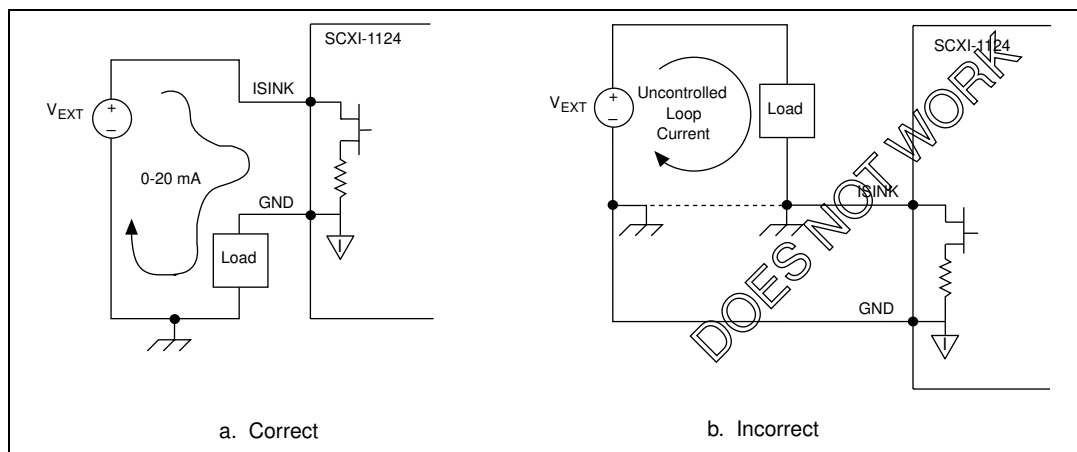 SCXI-1124
ISINK
V_EXT
+
−
0-20 mA
GND
Load
I
a. Correct
SCXI-1124
V_EXT
+
−
Uncontrolled
Loop
Current
Load
ISINK
GND
I
DOES NOT WORK
b. Incorrect